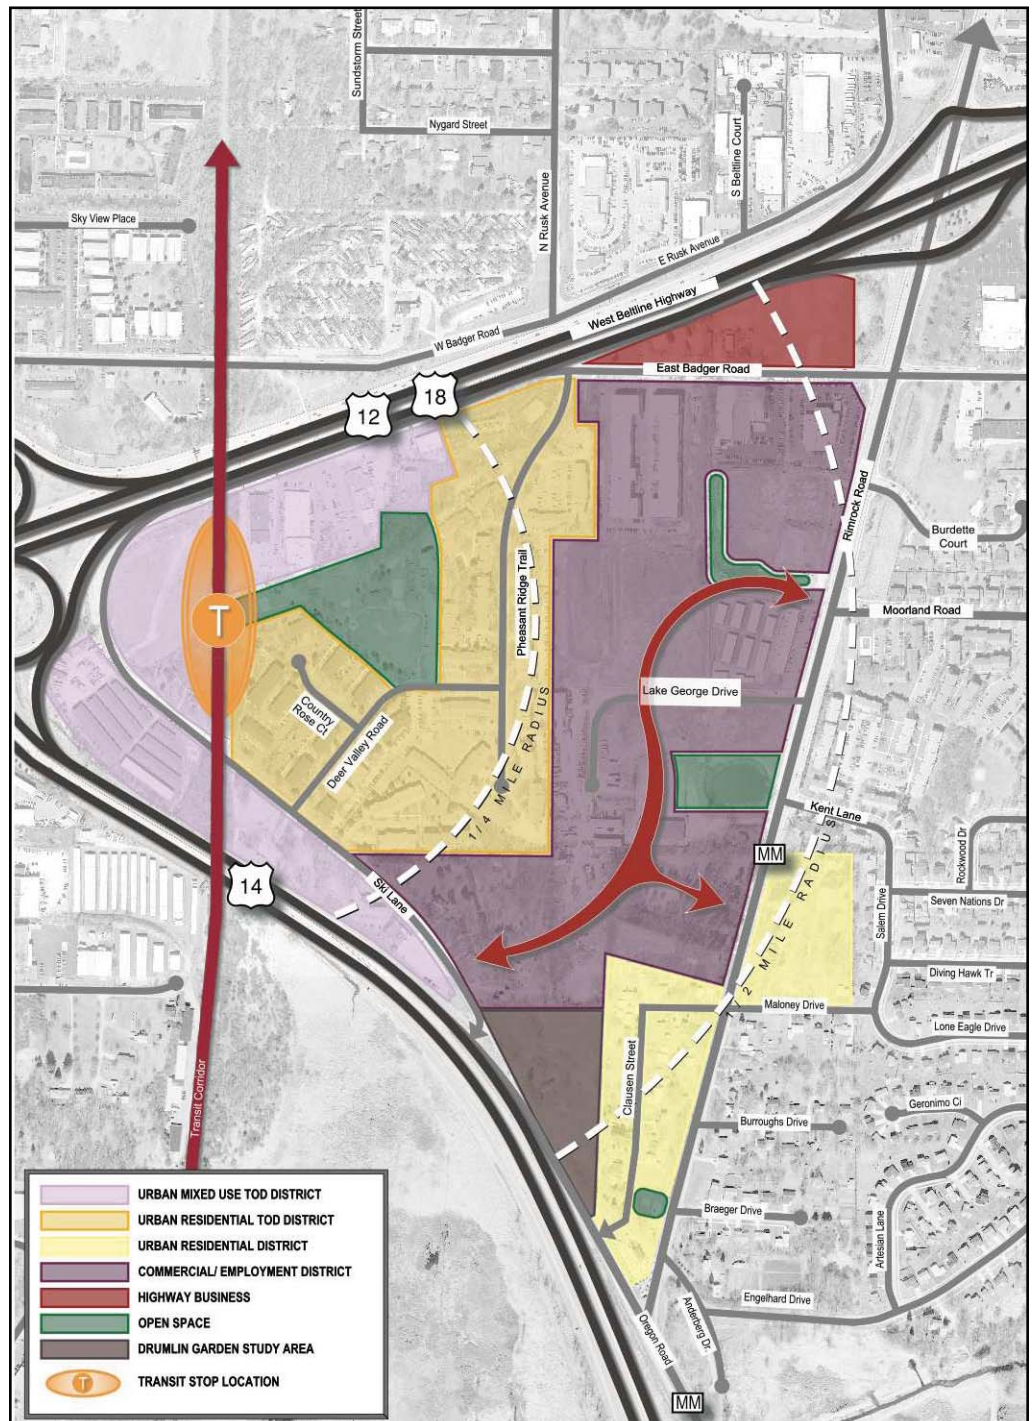 Sundstorm Street
Nygard Street
S Beltline Court
Sky View Place
N Rusk Avenue
E Rusk Avenue
West Beltline Highway
W Badger Road
East Badger Road
18
12
Rimrock Road
Burdette
Court
Pheasant Ridge Trail
T
Moorland Road
Country
Rose Ct
Lake George Drive
Deer Valley Road
1/4 MILE RADIUS
Kent Lane
MM
Rockwood Dr
14
Ski Lane
Salem Drive
Seven Nations Dr
1/2 MILE RADIUS
Diving Hawk Tr
Maloney Drive
Lone Eagle Drive
Clausen Street
Transit Corridor
Geronimo Ci
Burroughs Drive
Braeger Drive
Artesian Lane
Engelhard Drive
Anderberg Dr.
Oregon Road
MM
URBAN MIXED USE TOD DISTRICT
URBAN RESIDENTIAL TOD DISTRICT
URBAN RESIDENTIAL DISTRICT
COMMERCIAL/ EMPLOYMENT DISTRICT
HIGHWAY BUSINESS
OPEN SPACE
DRUMLIN GARDEN STUDY AREA
T
TRANSIT STOP LOCATION